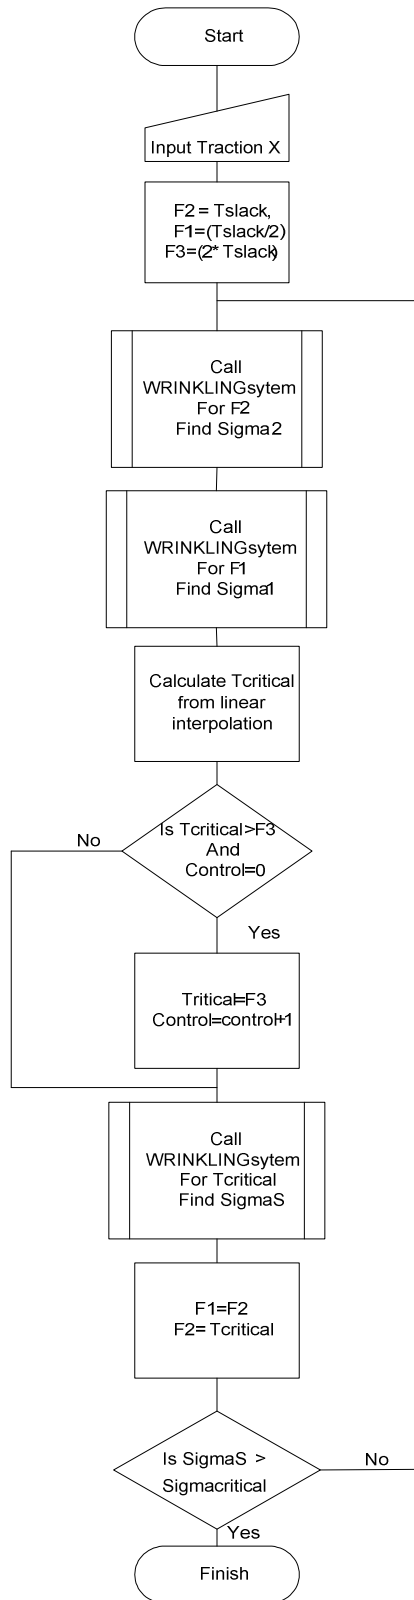 Start
Input Traction X
F2 = Tslack,
F1=(Tslack/2)
F3=(2* Tslack)
Call
WRINKLINGsytem
For F2
Find Sigma2
Call
WRINKLINGsytem
For F1
Find Sigma1
Calculate Tcritical
from linear
interpolation
Is Tcritical>F3
And
Control=0
No
Yes
Tritical=F3
Control=control+1
Call
WRINKLINGsytem
For Tcritical
Find SigmaS
F1=F2
F2= Tcritical
Is SigmaS >
Sigmacritical
No
Yes
Finish